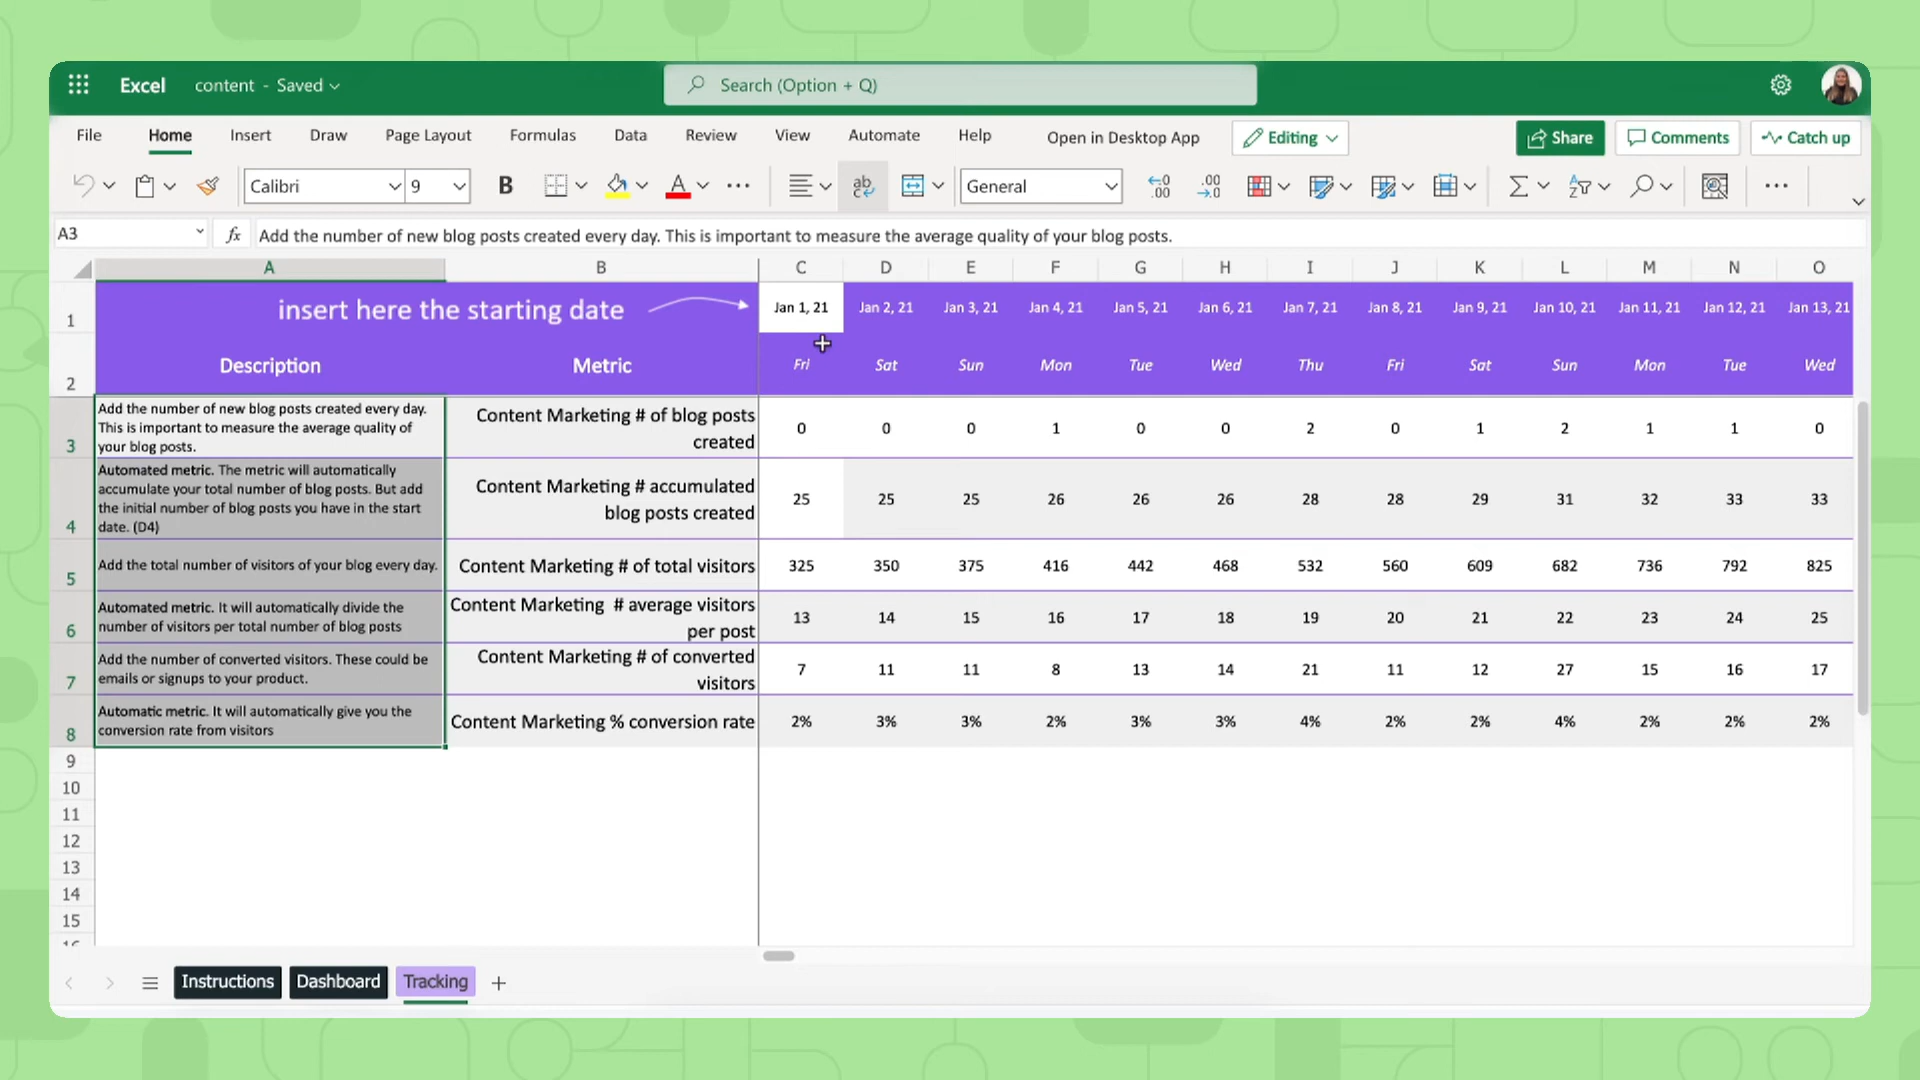 Excel content - Saved Search (Option + Q)
File Home Insert Draw Page Layout Formulas Data Review View Automate Help Open in Desktop App Editing Share Comments Catch up
Calibri 9 B A ab General
A3 fx Add the number of new blog posts created every day. This is important to measure the average quality of your blog posts.
A B C D E F G H I J K L M N O
1 insert here the starting date Jan 1, 21 Jan 2, 21 Jan 3, 21 Jan 4, 21 Jan 5, 21 Jan 6, 21 Jan 7, 21 Jan 8, 21 Jan 9, 21 Jan 10, 21 Jan 11, 21 Jan 12, 21 Jan 13, 21
2 Description Metric Fri Sat Sun Mon Tue Wed Thu Fri Sat Sun Mon Tue Wed
Add the number of new blog posts created every day.
This is important to measure the average quality of
your blog posts.
Content Marketing # of blog posts
created
3 0 0 0 1 0 0 2 0 1 2 1 1 0
Automated metric. The metric will automatically
accumulate your total number of blog posts. But add
the initial number of blog posts you have in the start
date. (D4)
Content Marketing # accumulated
blog posts created
4 25 25 25 26 26 26 28 28 29 31 32 33 33
5 Add the total number of visitors of your blog every day. Content Marketing # of total visitors 325 350 375 416 442 468 532 560 609 682 736 792 825
Automated metric. It will automatically divide the
number of visitors per total number of blog posts
Content Marketing # average visitors
per post
6 13 14 15 16 17 18 19 20 21 22 23 24 25
Add the number of converted visitors. These could be
emails or signups to your product.
Content Marketing # of converted
visitors
7 7 11 11 8 13 14 21 11 12 27 15 16 17
Automatic metric. It will automatically give you the
conversion rate from visitors
8 Content Marketing % conversion rate 2% 3% 3% 2% 3% 3% 4% 2% 2% 4% 2% 2% 2%
9
10
11
12
13
14
15
Instructions Dashboard Tracking